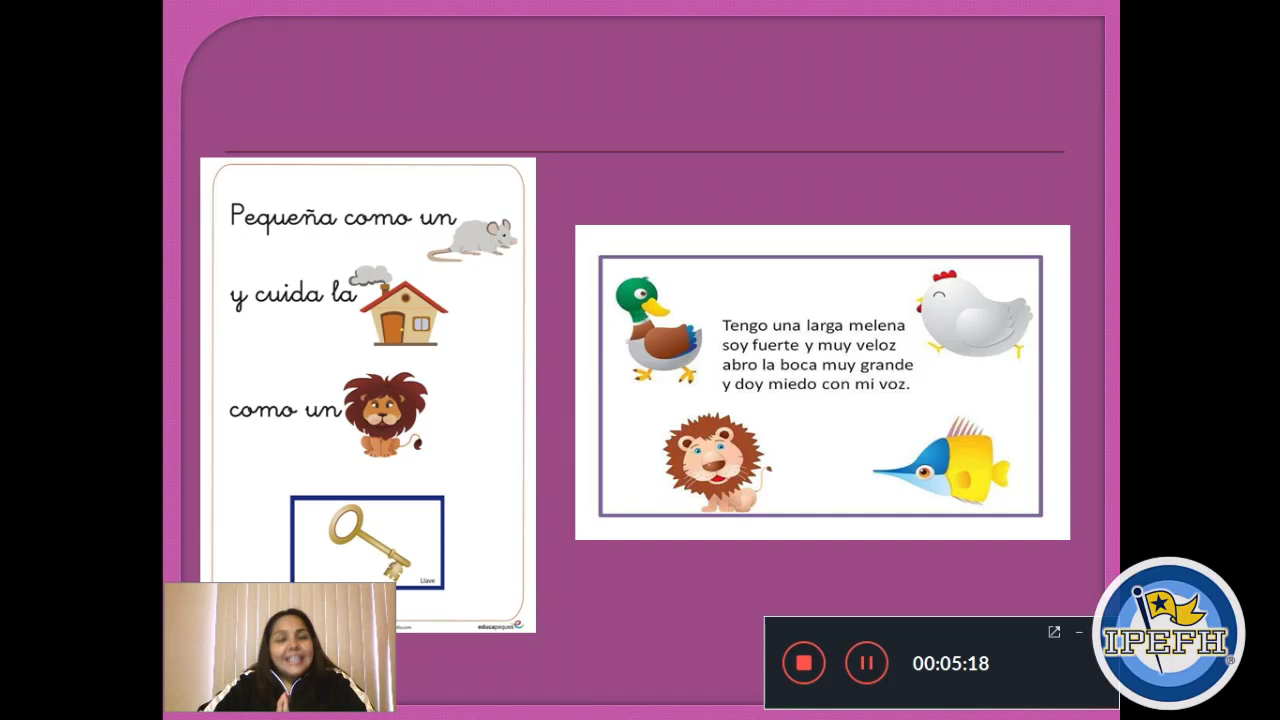 Pequeña como un
y cuida la
como un
Llave
educapeques
Tengo una larga melena
soy fuerte y muy veloz
abro la boca muy grande
y doy miedo con mi voz.
00:05:18
IPEFH